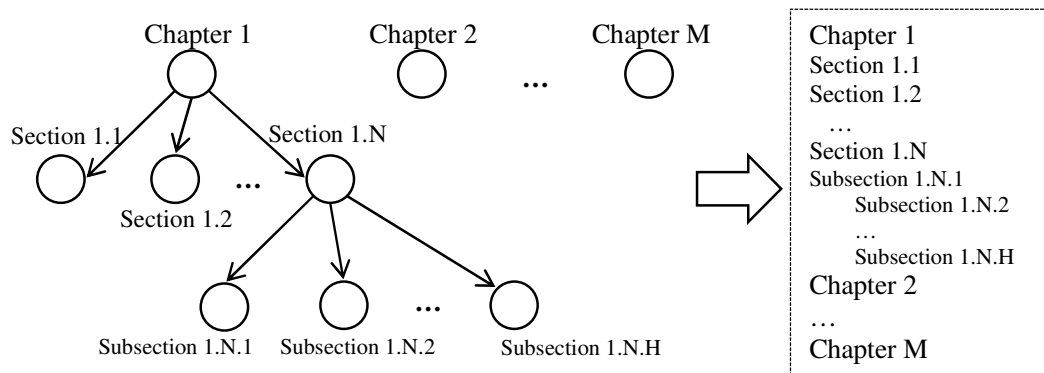 Chapter 1
Chapter 2
Chapter M
...
Section 1.1
Section 1.N
...
Section 1.2
...
Subsection 1.N.1
Subsection 1.N.2
Subsection 1.N.H
Chapter 1
Section 1.1
Section 1.2
...
Section 1.N
Subsection 1.N.1
Subsection 1.N.2
...
Subsection 1.N.H
Chapter 2
...
Chapter M